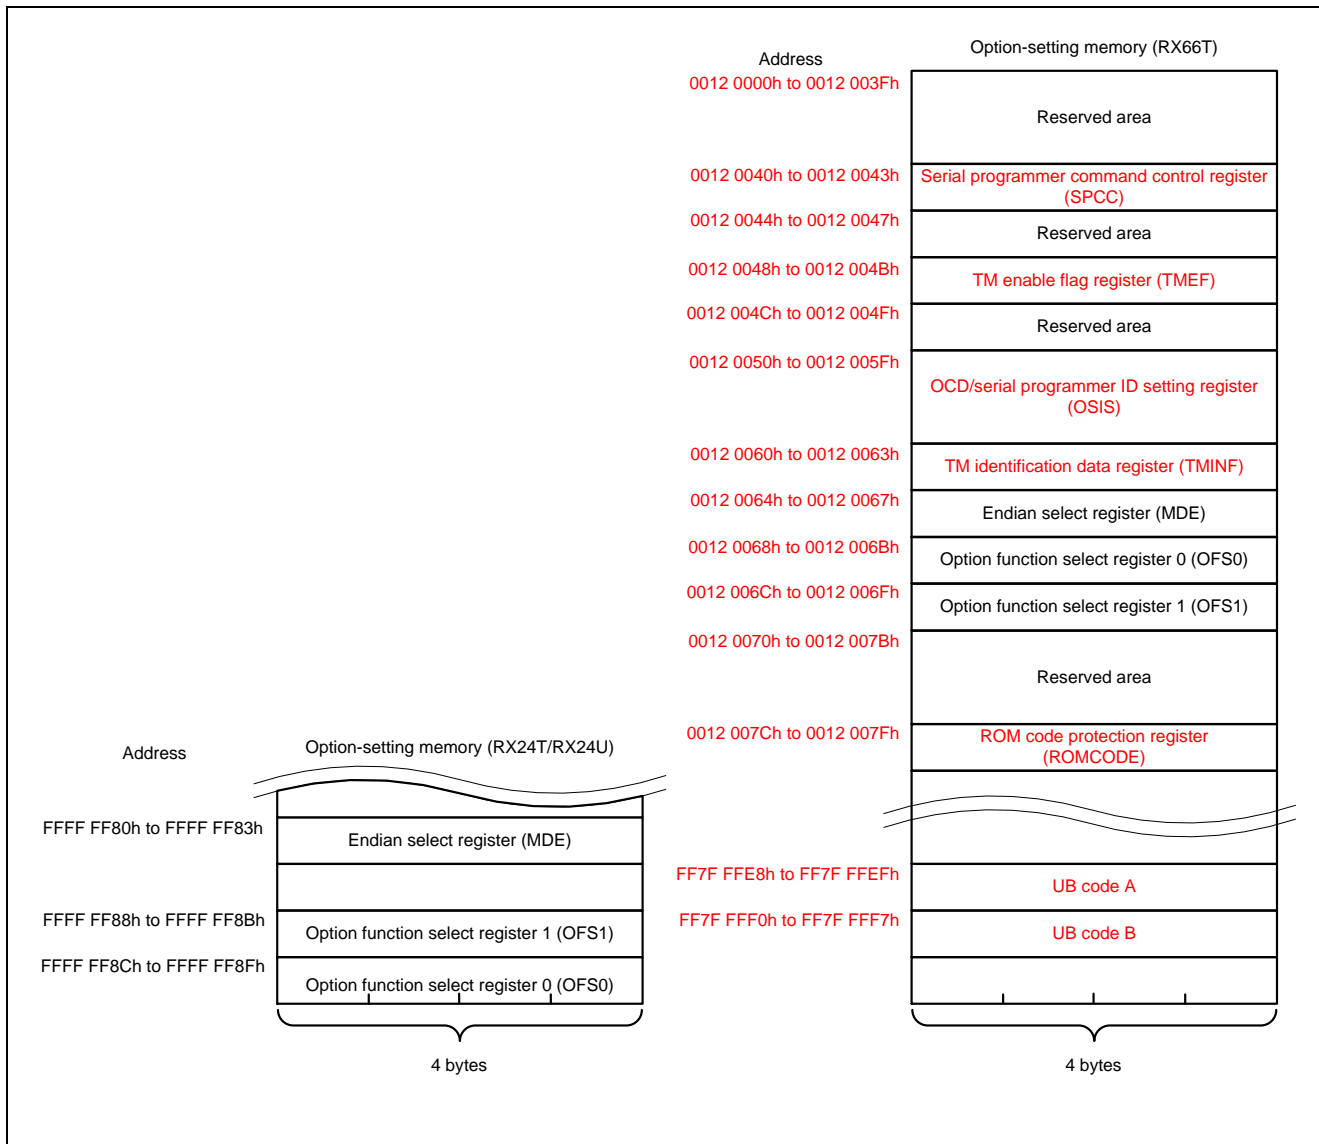 Address
Option-setting memory (RX66T)
0012 0000h to 0012 003Fh
Reserved area
0012 0040h to 0012 0043h
Serial programmer command control register
(SPCC)
0012 0044h to 0012 0047h
Reserved area
0012 0048h to 0012 004Bh
TM enable flag register (TMEF)
0012 004Ch to 0012 004Fh
Reserved area
0012 0050h to 0012 005Fh
OCD/serial programmer ID setting register
(OSIS)
0012 0060h to 0012 0063h
TM identification data register (TMINF)
0012 0064h to 0012 0067h
Endian select register (MDE)
0012 0068h to 0012 006Bh
Option function select register 0 (OFS0)
0012 006Ch to 0012 006Fh
Option function select register 1 (OFS1)
0012 0070h to 0012 007Bh
Reserved area
0012 007Ch to 0012 007Fh
ROM code protection register
(ROMCODE)
FF7F FFE8h to FF7F FFEFh
UB code A
FF7F FFF0h to FF7F FFF7h
UB code B
4 bytes
Address
Option-setting memory (RX24T/RX24U)
FFFF FF80h to FFFF FF83h
Endian select register (MDE)
FFFF FF88h to FFFF FF8Bh
Option function select register 1 (OFS1)
FFFF FF8Ch to FFFF FF8Fh
Option function select register 0 (OFS0)
4 bytes